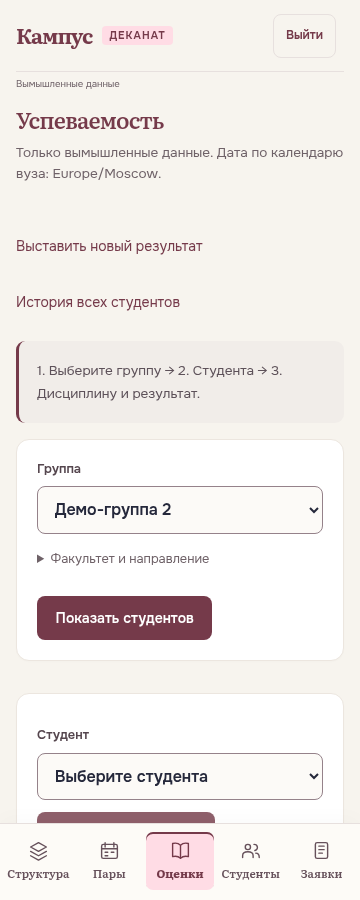 Кампус ДЕКАНАТ Выйти
Вымышленные данные
Успеваемость
Только вымышленные данные. Дата по календарю
вуза: Europe/Moscow.
Выставить новый результат
История всех студентов
1. Выберите группу → 2. Студента → 3.
Дисциплину и результат.
Группа
Демо-группа 2
▶ Факультет и направление
Показать студентов
Студент
Выберите студента
Структура Пары Оценки Студенты Заявки